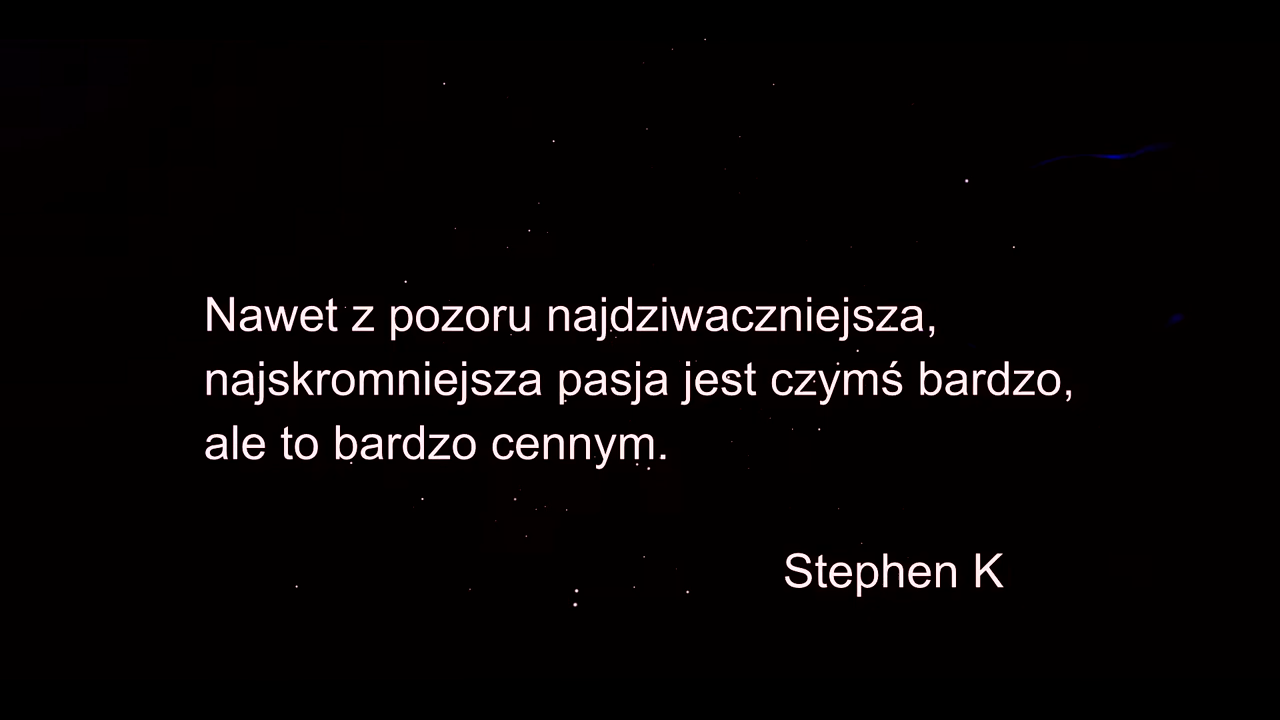 Nawet z pozoru najdziwaczniejsza,
najskromniejsza pasja jest czymś bardzo,
ale to bardzo cennym.
Stephen K